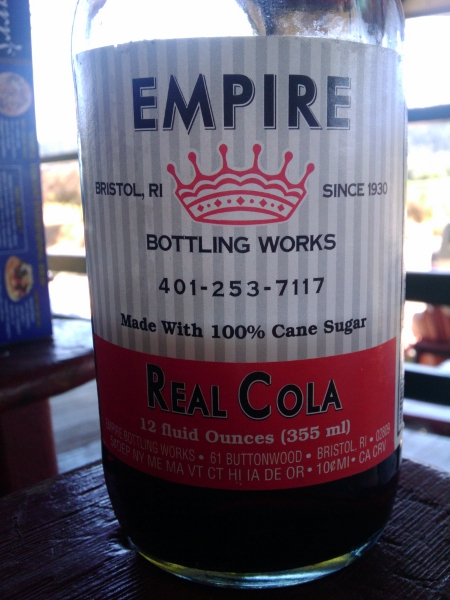 EMPIRE
BRISTOL, RI SINCE 1930
BOTTLING WORKS
401-253-7117
Made With 100% Cane Sugar
REAL COLA
12 fluid Ounces (355 ml)
EMPIRE BOTTLING WORKS • 61 BUTTONWOOD • BRISTOL RI • 02809
NY ME MA VT CT HI IA DE OR • 10¢MI • CA CRV